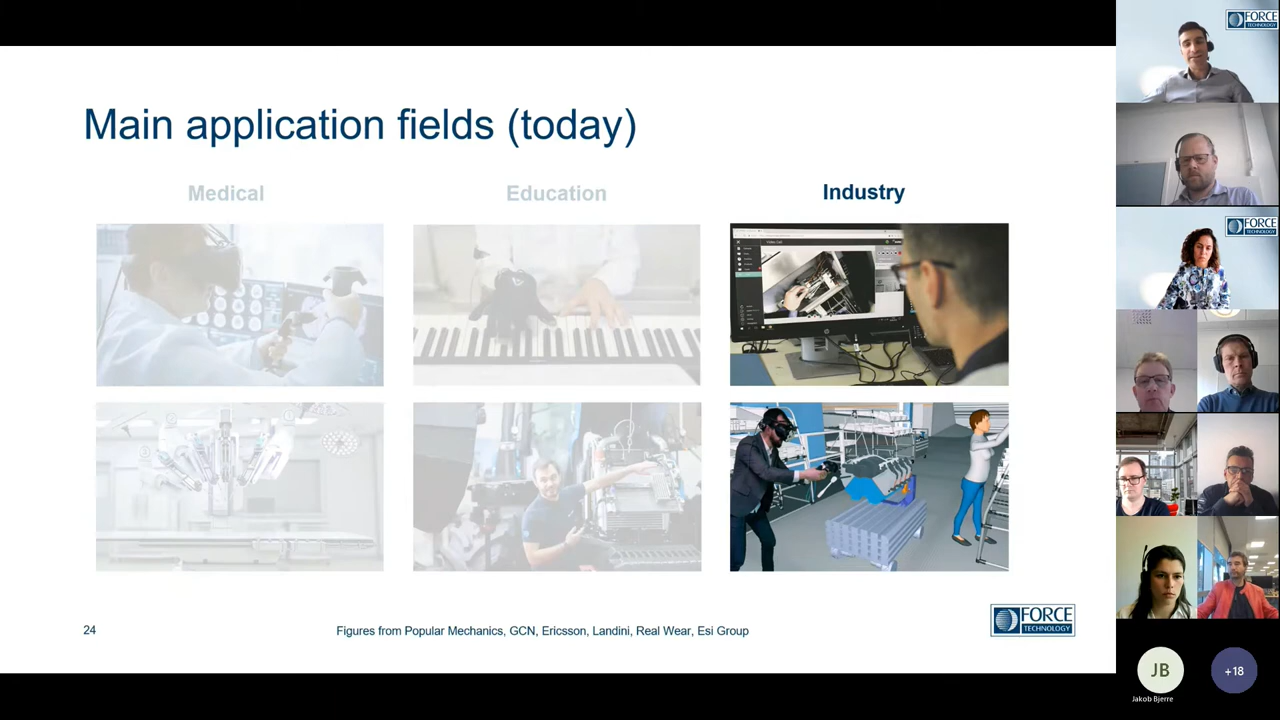 Main application fields (today)
Medical
Education
Industry
24
Figures from Popular Mechanics, GCN, Ericsson, Landini, Real Wear, Esi Group
FORCE
TECHNOLOGY
FORCE
TECHNOLOGY
FORCE
TECHNOLOGY
JB
+18
Jakob Bjerre